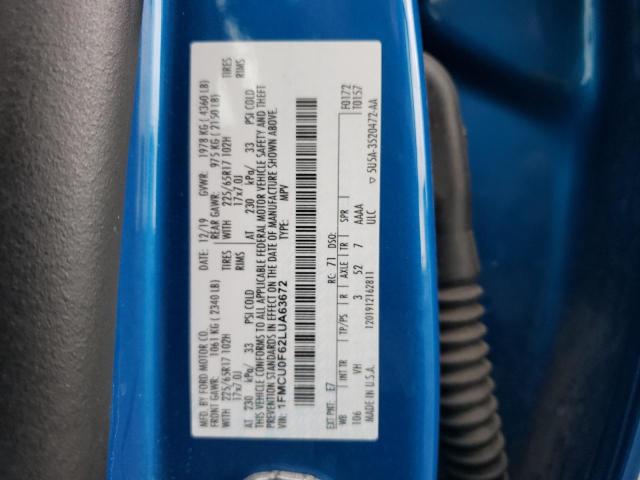 MFD. BY FORD MOTOR CO.
DATE: 12/19 GVWR: 1978 KG ( 4360 LB)
FRONT GAWR: 1061 KG ( 2340 LB) REAR GAWR: 975 KG ( 2150 LB)
WITH 225/65R17 102H TIRES WITH 225/65R17 102H TIRES
17x7.0J RIMS 17x7.0J RIMS
AT 230 kPa/ 33 PSI COLD AT 230 kPa/ 33 PSI COLD
THIS VEHICLE CONFORMS TO ALL APPLICABLE FEDERAL MOTOR VEHICLE SAFETY AND THEFT
PREVENTION STANDARDS IN EFFECT ON THE DATE OF MANUFACTURE SHOWN ABOVE.
VIN: 1FMCU0F62LUA63672
TYPE: MPV
F0172
T0157
EXT PNT: E7 RC: 71 DSO:
WB INT TR TP/PS R AXLE TR SPR
106 VH 3 52 7 AAAA
ULC
MADE IN U.S.A. 1201912162811
5USA-3520472-AA